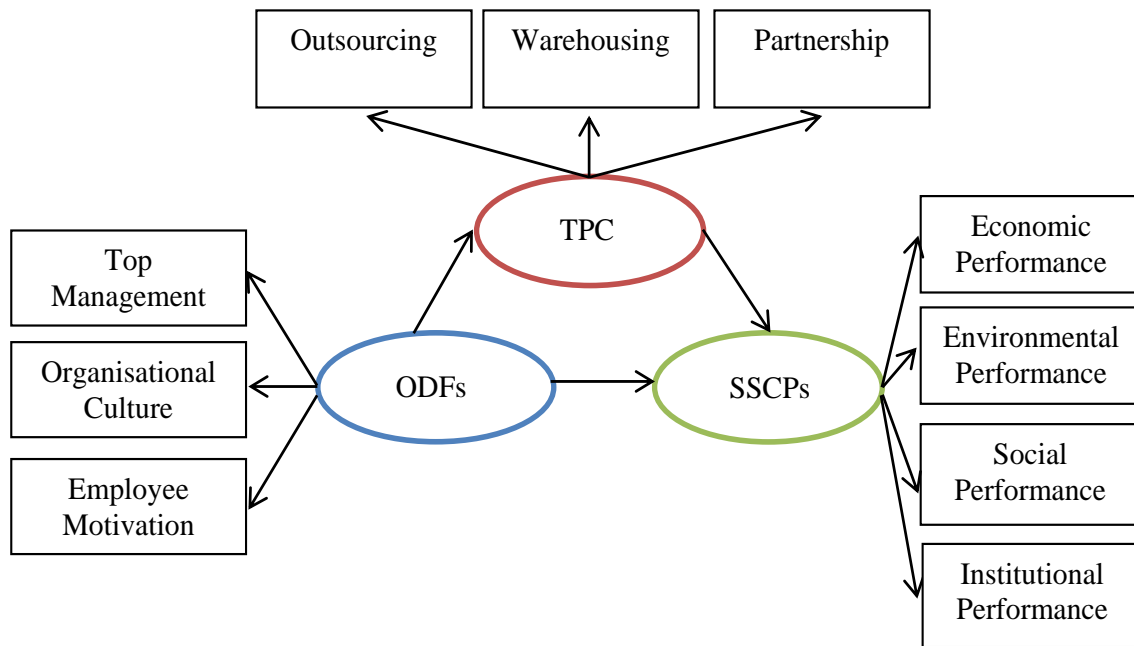 Outsourcing
Warehousing
Partnership
TPC
Economic
Performance
Top
Management
Environmental
Performance
Organisational
Culture
ODFs
SSCPs
Social
Performance
Employee
Motivation
Institutional
Performance